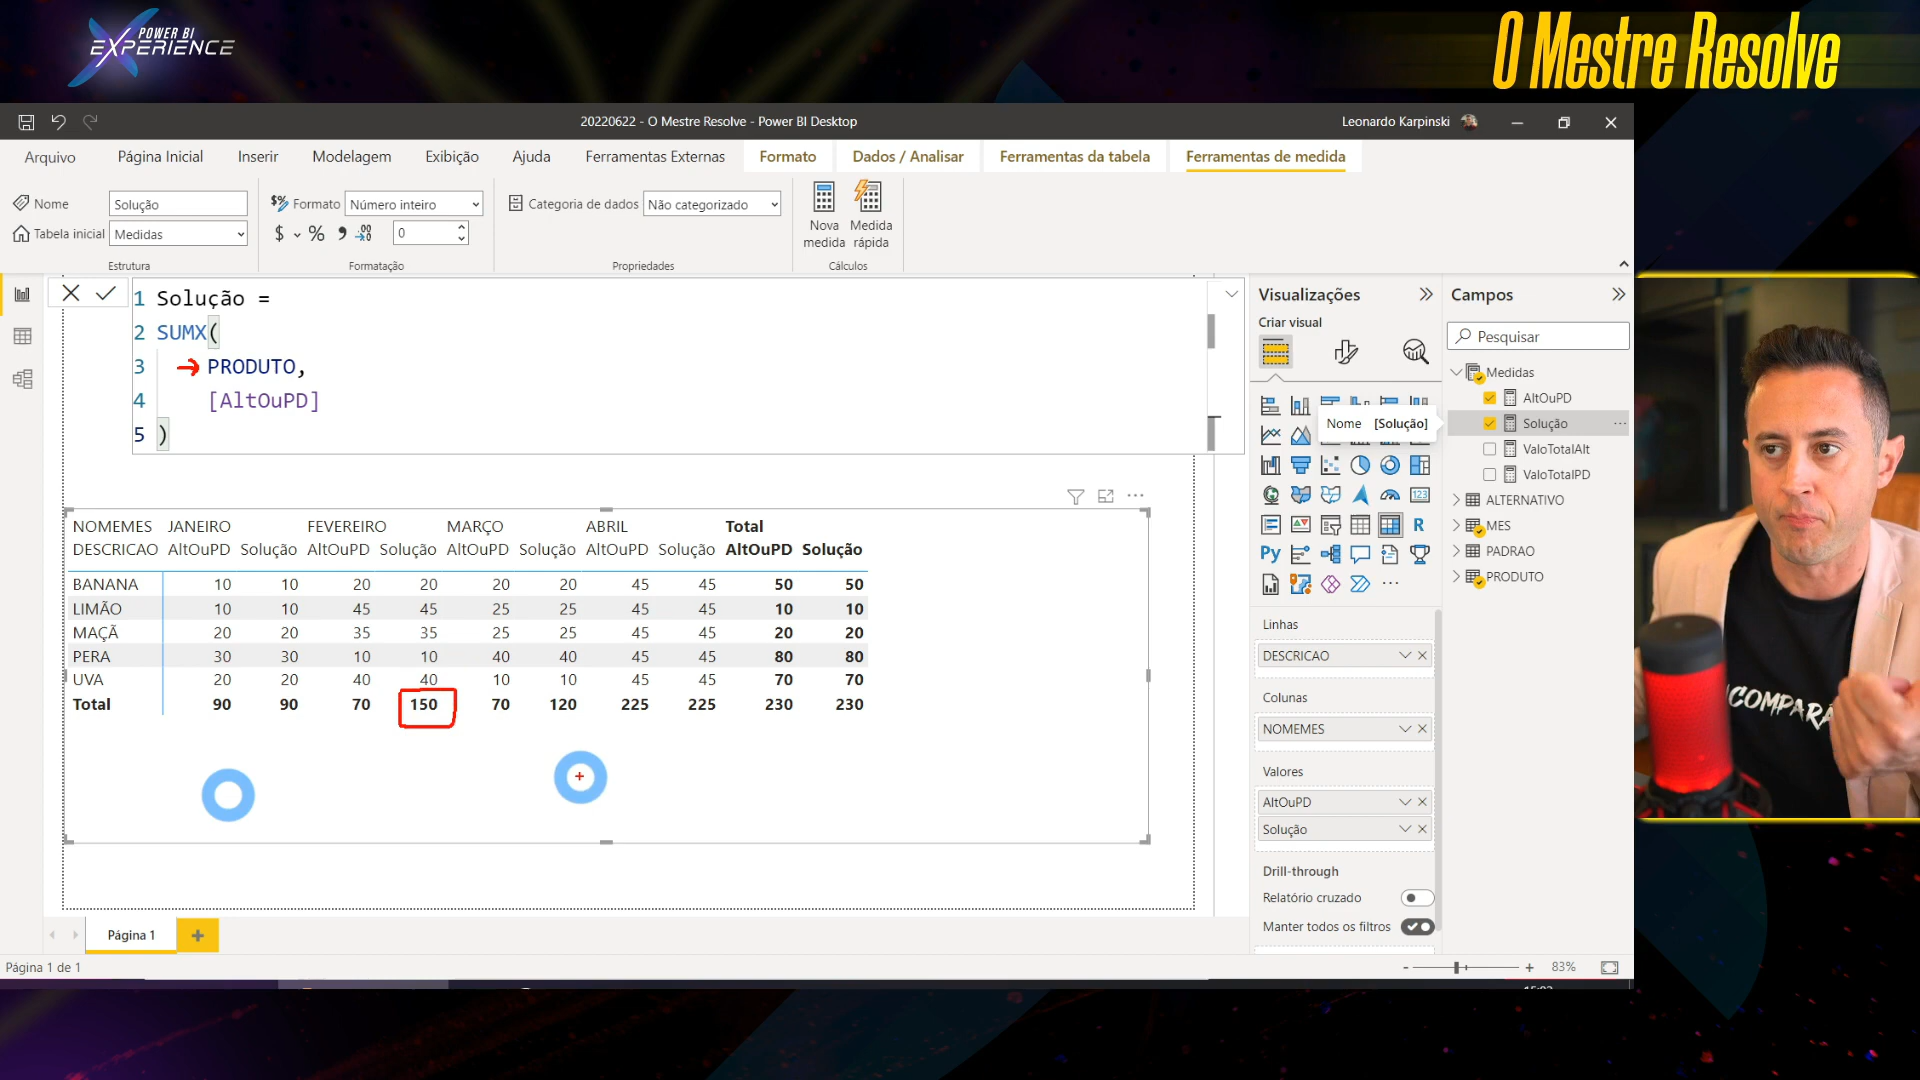 POWER BI
EXPERIENCE
O Mestre Resolve
20220622 - O Mestre Resolve - Power BI Desktop
Leonardo Karpinski
Arquivo
Página Inicial
Inserir
Modelagem
Exibição
Ajuda
Ferramentas Externas
Formato
Dados / Analisar
Ferramentas da tabela
Ferramentas de medida
Nome
Solução
Tabela inicial
Medidas
Estrutura
Formato
Número inteiro
$ % 0
Formatação
Categoria de dados
Não categorizado
Propriedades
Nova
medida
Medida
rápida
Cálculos
1 Solução =
2 SUMX(
3 PRODUTO,
4 [AltOuPD]
5 )
NOMEMES JANEIRO FEVEREIRO MARÇO ABRIL Total
DESCRICAO AltOuPD Solução AltOuPD Solução AltOuPD Solução AltOuPD Solução AltOuPD Solução
BANANA 10 10 20 20 20 20 45 45 50 50
LIMÃO 10 10 45 45 25 25 45 45 10 10
MAÇÃ 20 20 35 35 25 25 45 45 20 20
PERA 30 30 10 10 40 40 45 45 80 80
UVA 20 20 40 40 10 10 45 45 70 70
Total 90 90 70 150 70 120 225 225 230 230
Página 1
+
Página 1 de 1
- + 83%
Visualizações
Criar visual
Nome [Solução]
123
R
Py
Linhas
DESCRICAO
Colunas
NOMEMES
Valores
AltOuPD
Solução
Drill-through
Relatório cruzado
Manter todos os filtros
Campos
Pesquisar
Medidas
AltOuPD
Solução
ValoTotalAlt
ValoTotalPD
ALTERNATIVO
MES
PADRAO
PRODUTO